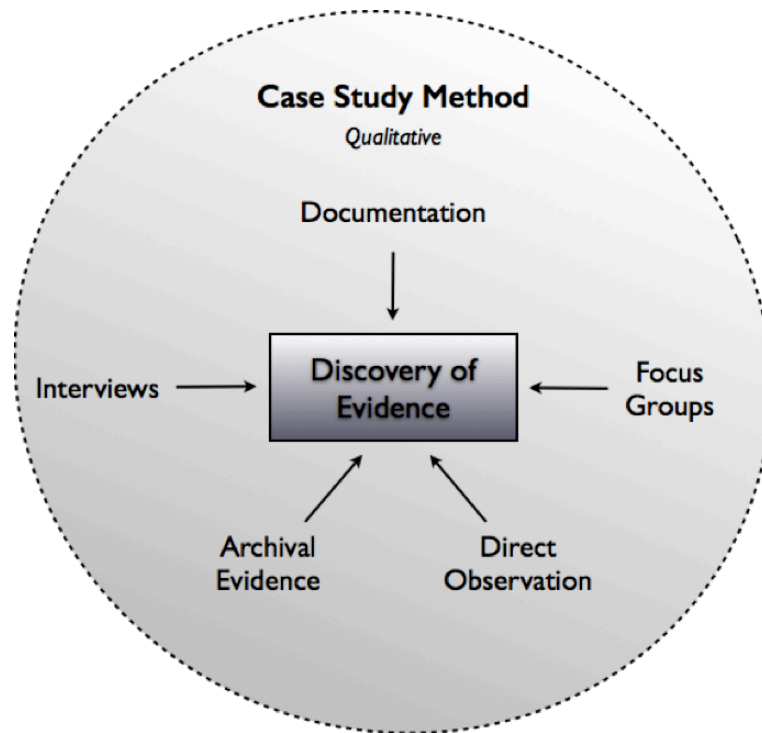 Case Study Method
Qualitative
Documentation
Interviews
Discovery of
Evidence
Focus
Groups
Archival
Evidence
Direct
Observation